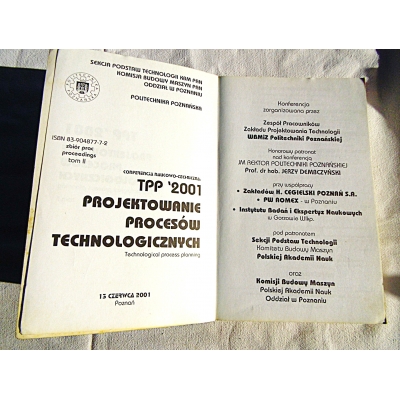 SEKCJA PODSTAW TECHNOLOGII KBM PAN
KOMISJA BUDOWY MASZYN PAN
ODDZIAŁ W POZNANIU
POLITECHNIKA POZNAŃSKA
ISBN 83-904877-7-2
zbiór prac
proceedings
tom II
KONFERENCJA NAUKOWO-TECHNICZNA
TPP '2001
PROJEKTOWANIE
PROCESÓW
TECHNOLOGICZNYCH
Technological process planning
13 CZERWCA 2001
Poznań
Konferencja
zorganizowana przez
Zespół Pracowników
Zakładu Projektowania Technologii
WBMiZ Politechniki Poznańskiej
Honorowy patronat
nad konferencją
JM REKTOR POLITECHNIKI POZNAŃSKIEJ
Prof. dr hab. JERZY DEMBCZYŃSKI
przy współpracy
• Zakładów H. CEGIELSKI POZNAŃ S.A.
• PW ROMEX - w Poznaniu
• Instytutu Badań i Ekspertyz Naukowych
w Gorzowie Wlkp.
pod patronatem
Sekcji Podstaw Technologii
Komitetu Budowy Maszyn
Polskiej Akademii Nauk
oraz
Komisji Budowy Maszyn
Polskiej Akademii Nauk
Oddział w Poznaniu